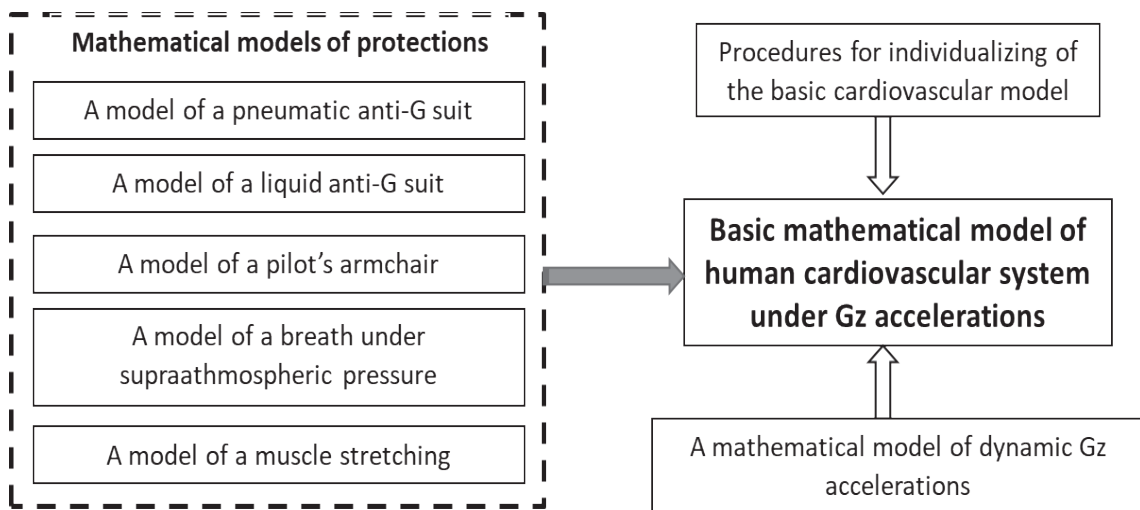 Mathematical models of protections
A model of a pneumatic anti-G suit
A model of a liquid anti-G suit
A model of a pilot's armchair
A model of a breath under
supraathmospheric pressure
A model of a muscle stretching
Procedures for individualizing of
the basic cardiovascular model
Basic mathematical model of
human cardiovascular system
under Gz accelerations
A mathematical model of dynamic Gz
accelerations